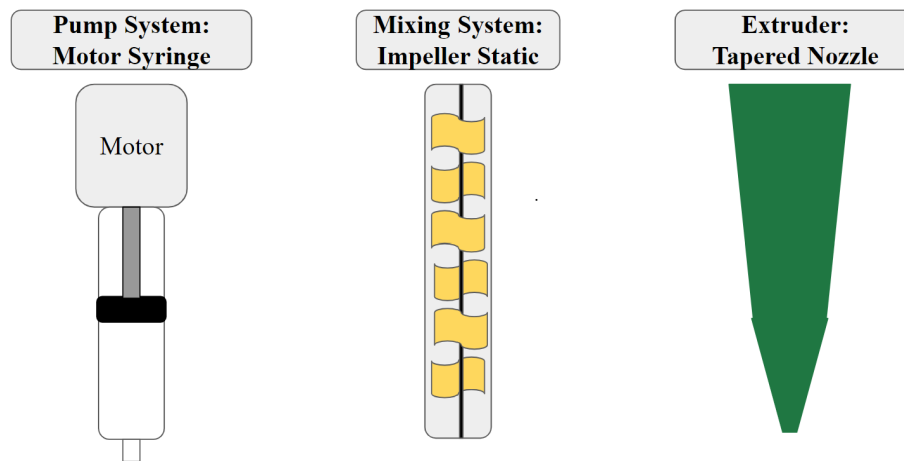 Pump System:
Motor Syringe
Mixing System:
Impeller Static
Extruder:
Tapered Nozzle
Motor